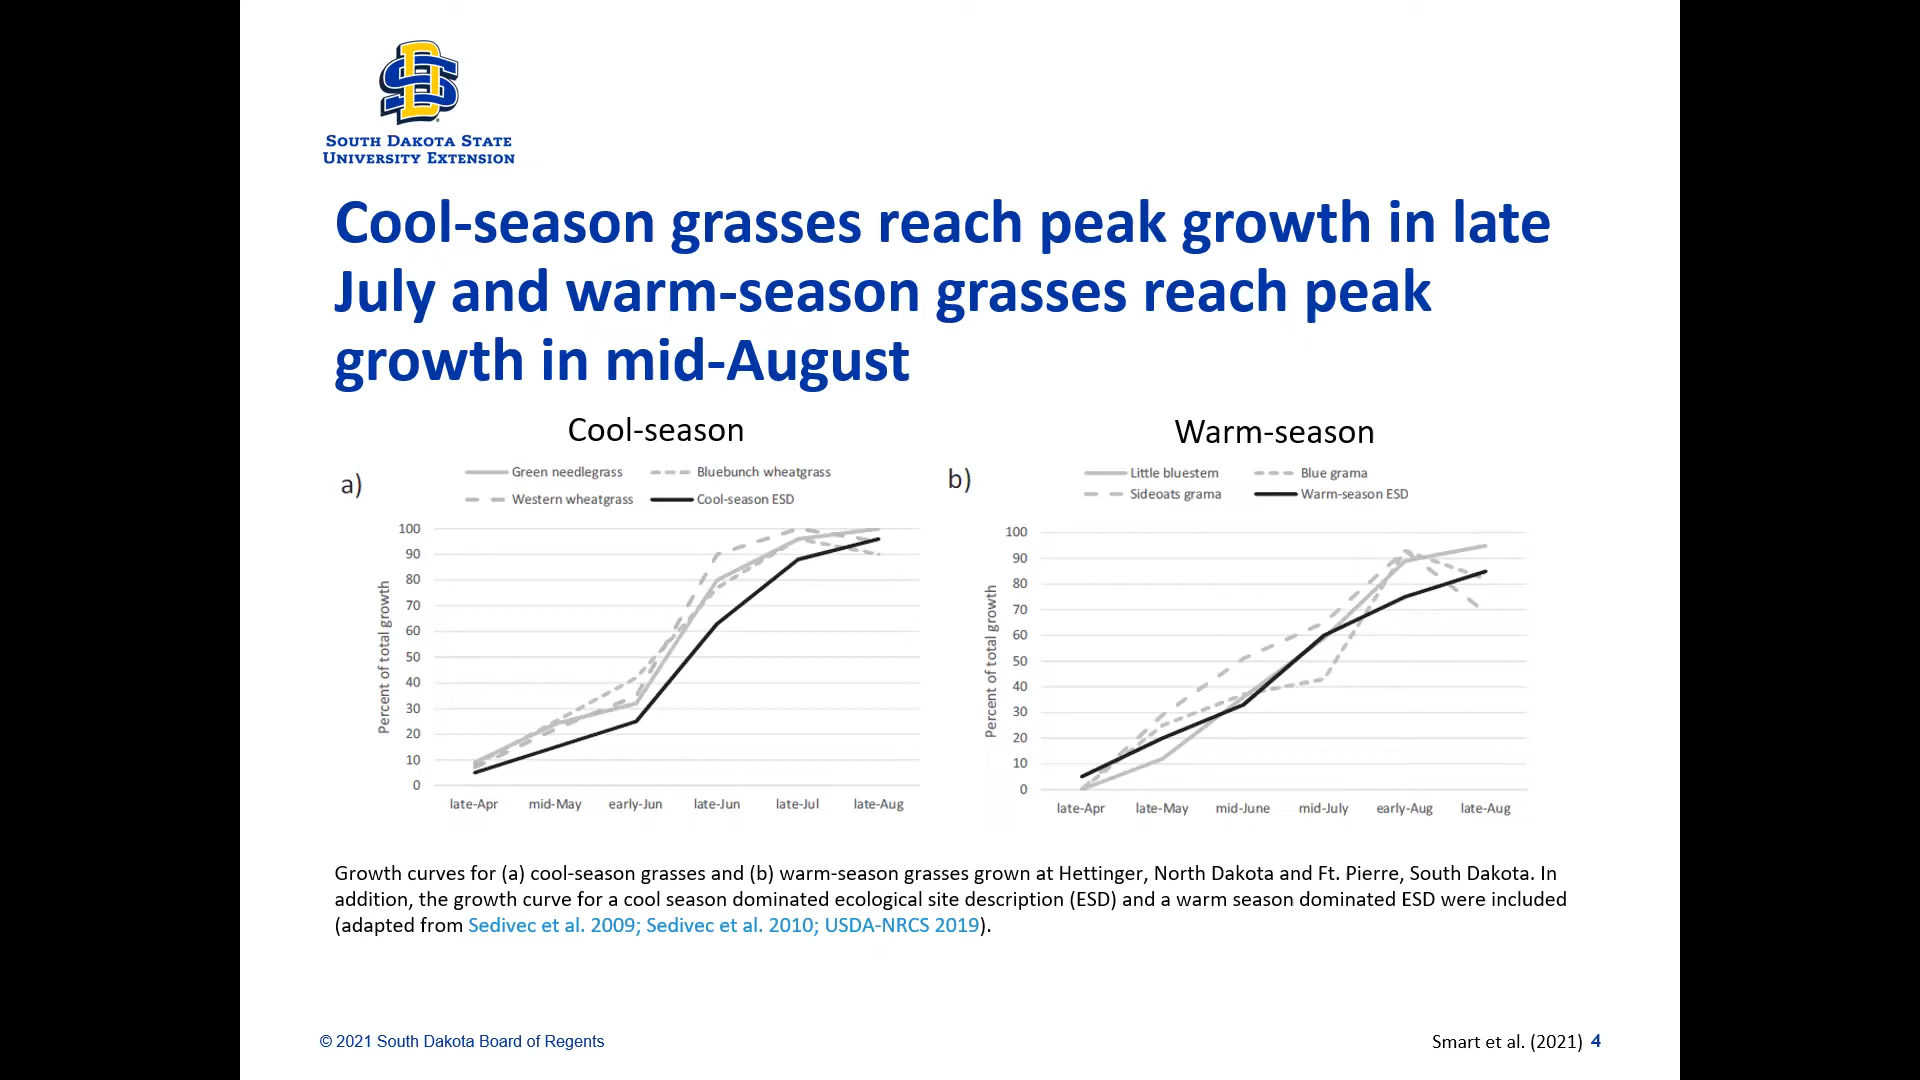 SOUTH DAKOTA STATE
UNIVERSITY EXTENSION
Cool-season grasses reach peak growth in late
July and warm-season grasses reach peak
growth in mid-August
Cool-season
a)
Green needlegrass
Bluebunch wheatgrass
Western wheatgrass
Cool-season ESD
Percent of total growth
100
90
80
70
60
50
40
30
20
10
0
late-Apr
mid-May
early-Jun
late-Jun
late-Jul
late-Aug
Warm-season
b)
Little bluestem
Blue grama
Sideoats grama
Warm-season ESD
Percent of total growth
100
90
80
70
60
50
40
30
20
10
0
late-Apr
late-May
mid-June
mid-July
early-Aug
late-Aug
Growth curves for (a) cool-season grasses and (b) warm-season grasses grown at Hettinger, North Dakota and Ft. Pierre, South Dakota. In
addition, the growth curve for a cool season dominated ecological site description (ESD) and a warm season dominated ESD were included
(adapted from Sedivec et al. 2009; Sedivec et al. 2010; USDA-NRCS 2019).
© 2021 South Dakota Board of Regents
Smart et al. (2021) 4